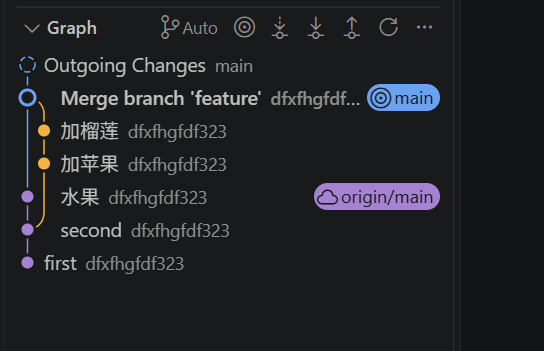 Graph Auto
Outgoing Changes main
Merge branch 'feature' dfxfhgfdf... main
加榴莲 dfxfhgfdf323
加苹果 dfxfhgfdf323
水果 dfxfhgfdf323 origin/main
second dfxfhgfdf323
first dfxfhgfdf323